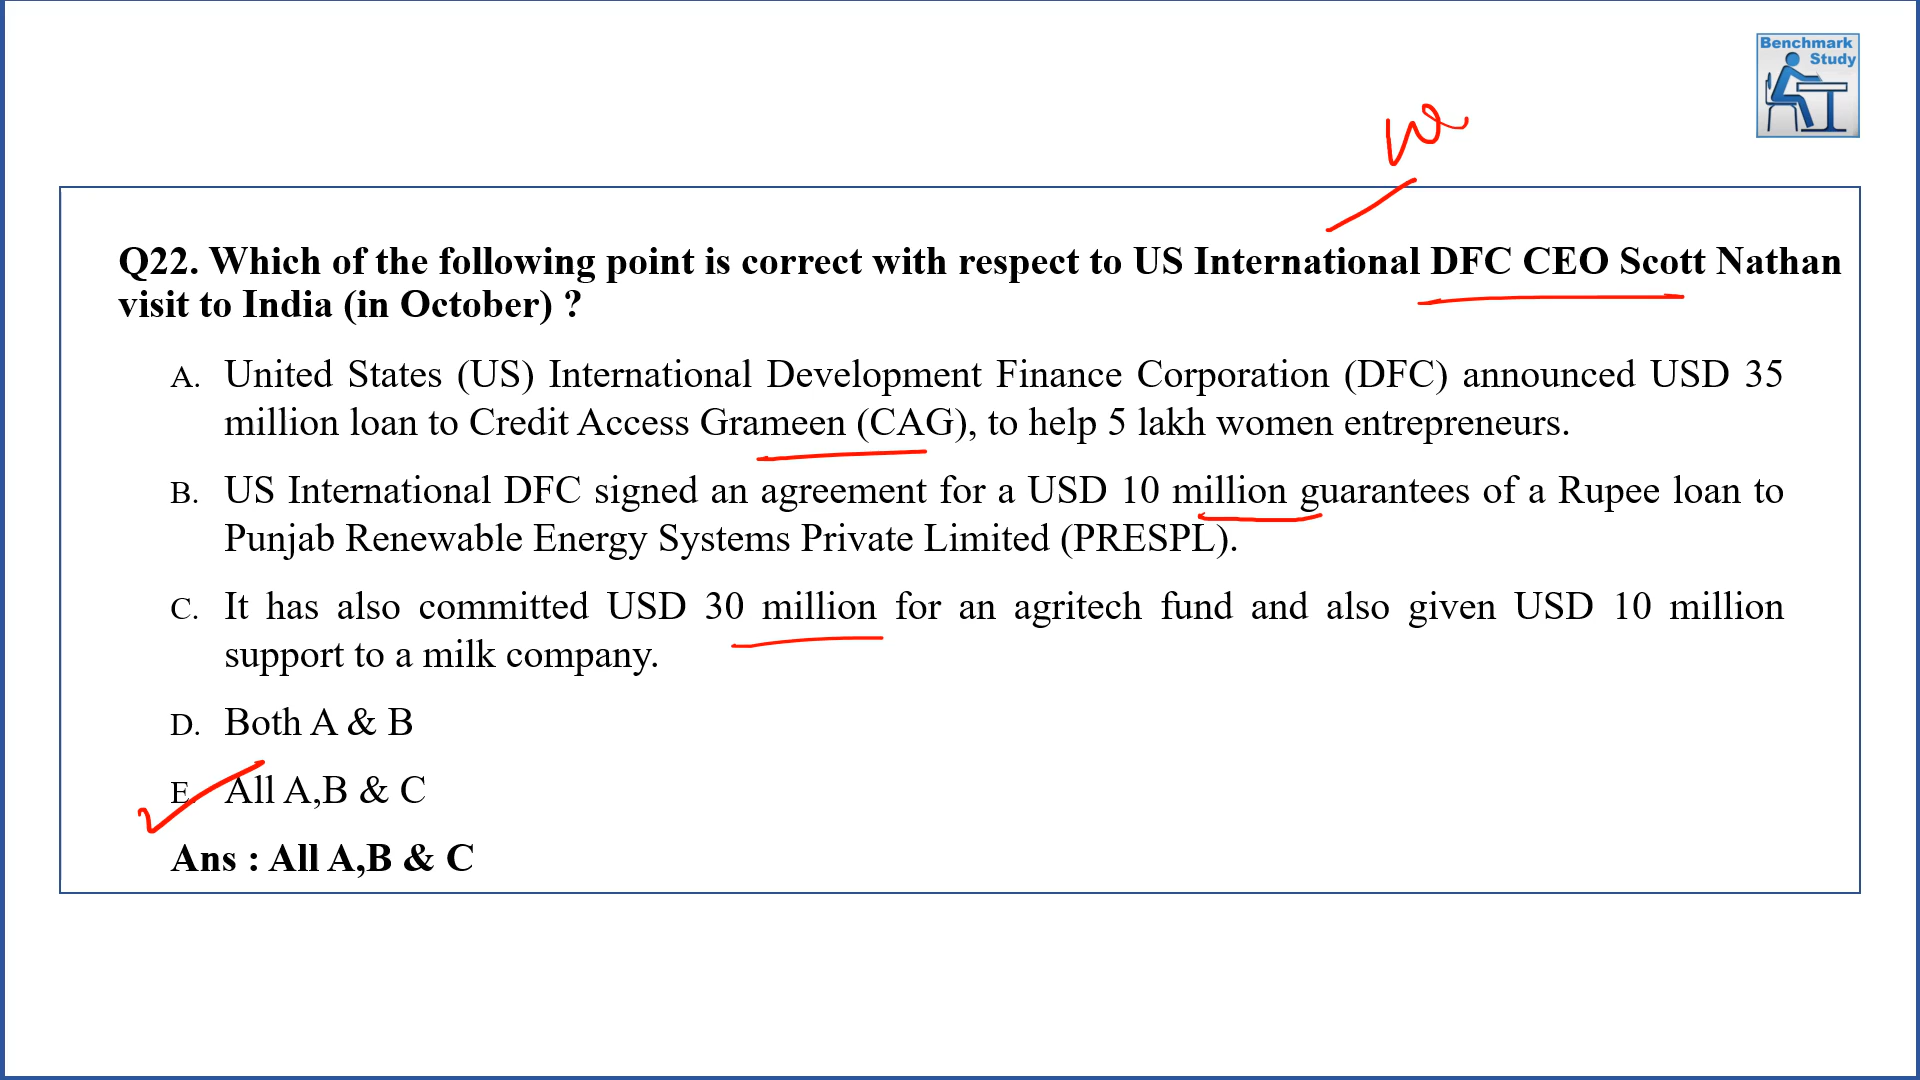 Benchmark
Study
Q22. Which of the following point is correct with respect to US International DFC CEO Scott Nathan
visit to India (in October) ?
A. United States (US) International Development Finance Corporation (DFC) announced USD 35
million loan to Credit Access Grameen (CAG), to help 5 lakh women entrepreneurs.
B. US International DFC signed an agreement for a USD 10 million guarantees of a Rupee loan to
Punjab Renewable Energy Systems Private Limited (PRESPL).
C. It has also committed USD 30 million for an agritech fund and also given USD 10 million
support to a milk company.
D. Both A & B
E. All A,B & C
Ans : All A,B & C